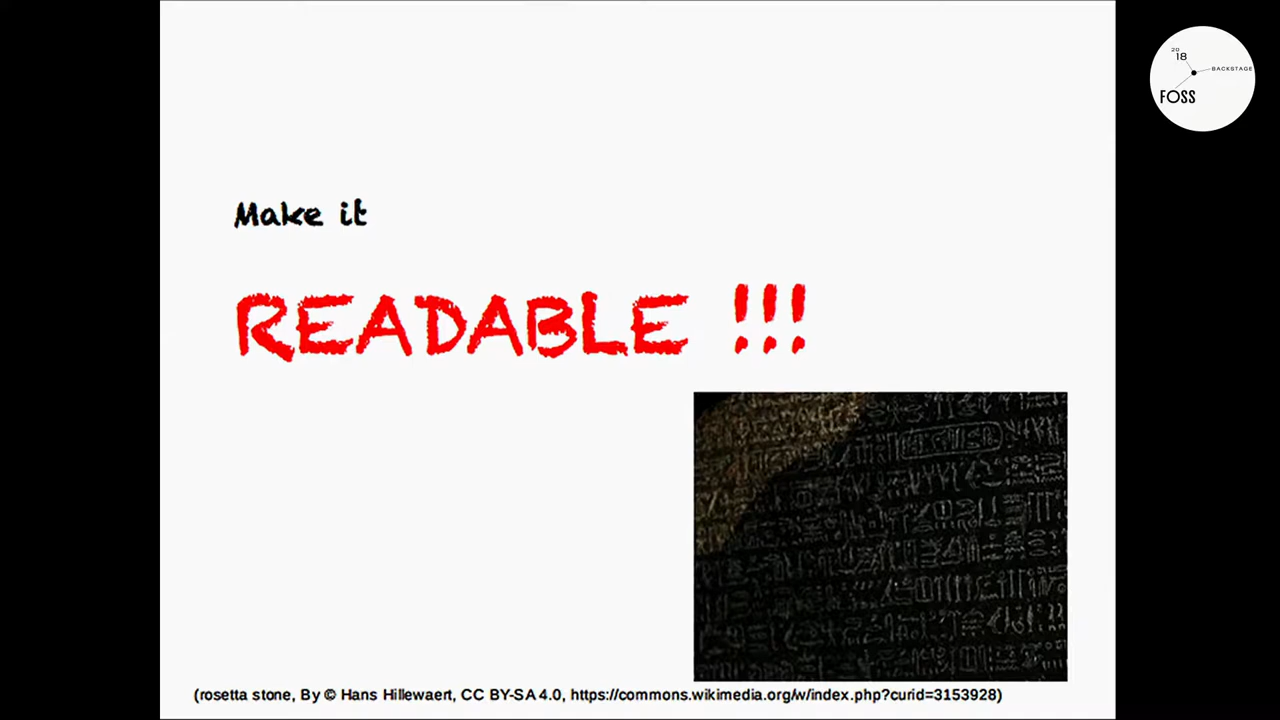 20
18
BACKSTAGE
FOSS
Make it
READABLE !!!
(rosetta stone, By © Hans Hillewaert, CC BY-SA 4.0, https://commons.wikimedia.org/w/index.php?curid=3153928)